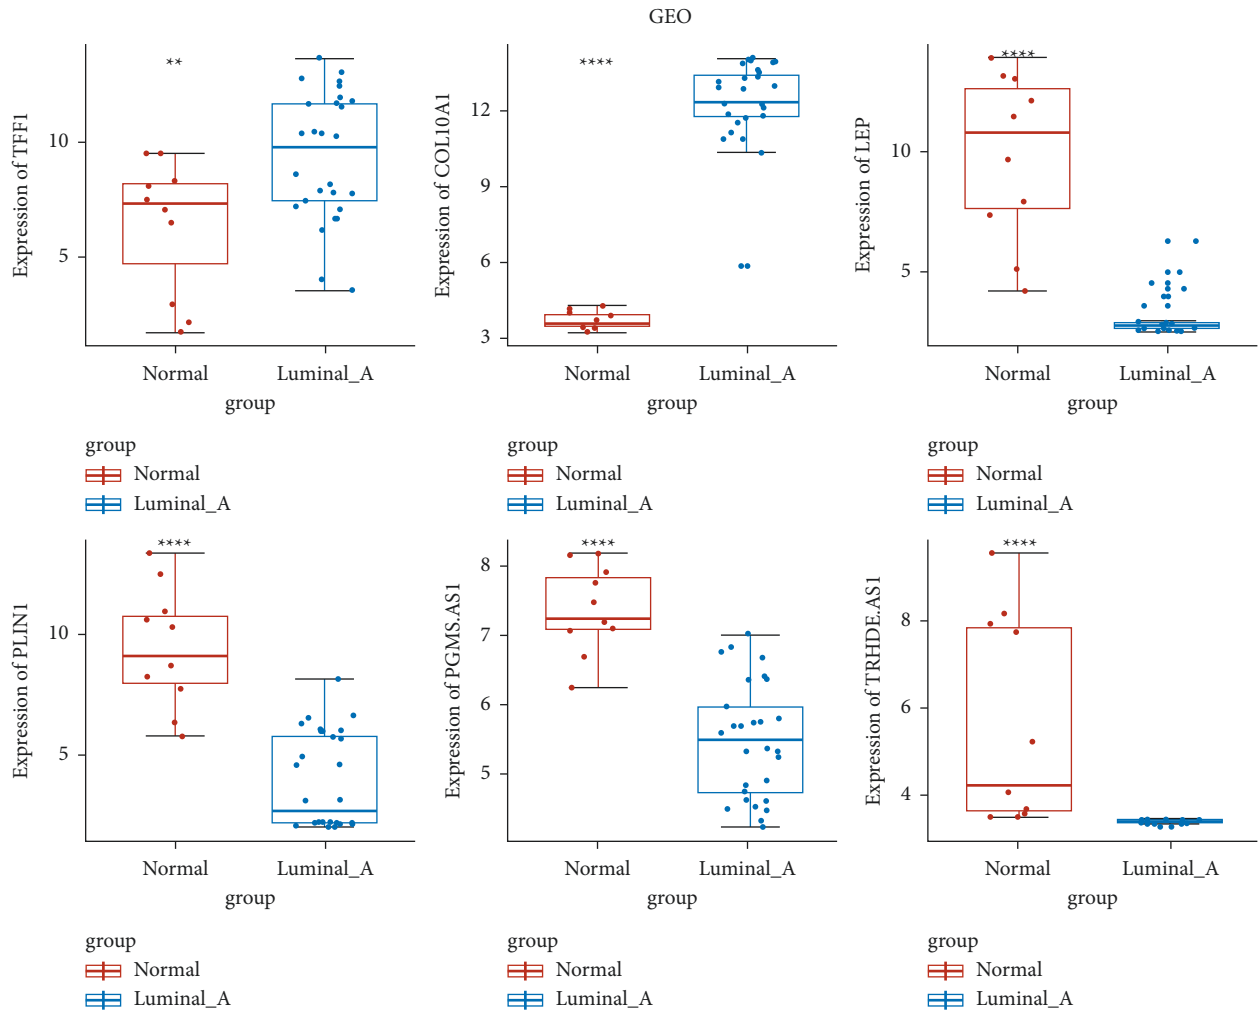 GEO
**
Expression of TFF1
10
5
Normal Luminal_A
group
group
Normal
Luminal_A
****
Expression of COL10A1
12
9
6
3
Normal Luminal_A
group
group
Normal
Luminal_A
****
Expression of LEP
10
5
Normal Luminal_A
group
group
Normal
Luminal_A
****
Expression of PLIN1
10
5
Normal Luminal_A
group
group
Normal
Luminal_A
****
Expression of PGMS.AS1
8
7
6
5
Normal Luminal_A
group
group
Normal
Luminal_A
****
Expression of TRHDE.AS1
8
6
4
Normal Luminal_A
group
group
Normal
Luminal_A